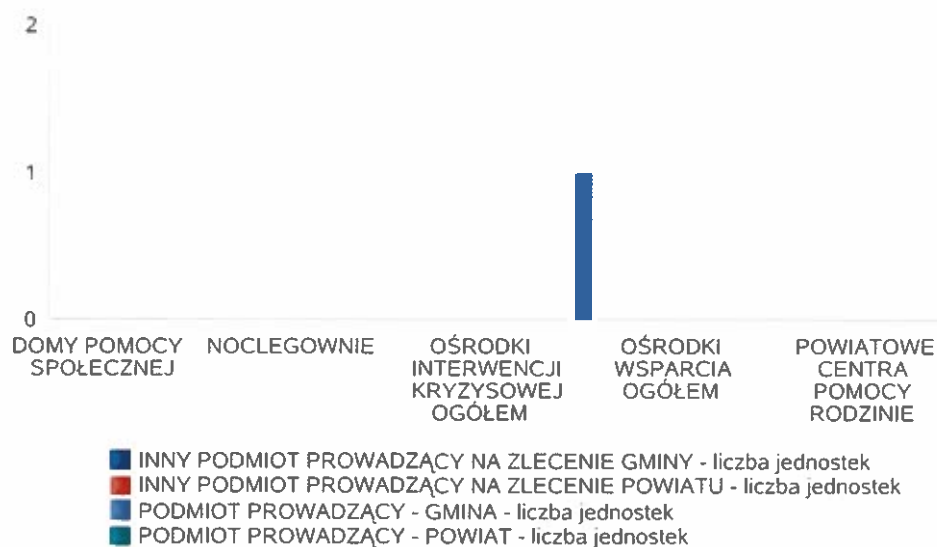 2
1
0
DOMY POMOCY
SPOŁECZNEJ
NOCLEGOWNIE
OŚRODKI
INTERWENCJI
KRYZYSOWEJ
OGÓŁEM
OŚRODKI
WSPARCIA
OGÓŁEM
POWIATOWE
CENTRA
POMOCY
RODZINIE
INNY PODMIOT PROWADZĄCY NA ZLECENIE GMINY - liczba jednostek
INNY PODMIOT PROWADZĄCY NA ZLECENIE POWIATU - liczba jednostek
PODMIOT PROWADZĄCY - GMINA - liczba jednostek
PODMIOT PROWADZĄCY - POWIAT - liczba jednostek